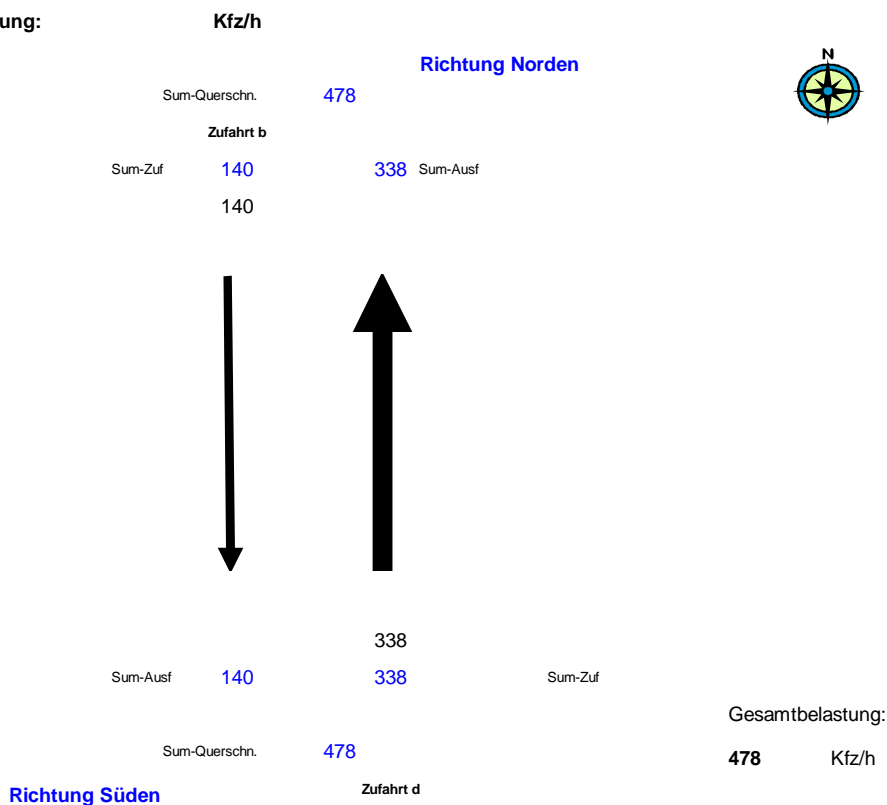 ung: Kfz/h
N
Richtung Norden
Sum-Querschn. 478
Zufahrt b
Sum-Zuf 140 338 Sum-Ausf
140
338
Sum-Ausf 140 338 Sum-Zuf
Gesamtbelastung:
Sum-Querschn. 478
478 Kfz/h
Zufahrt d
Richtung Süden